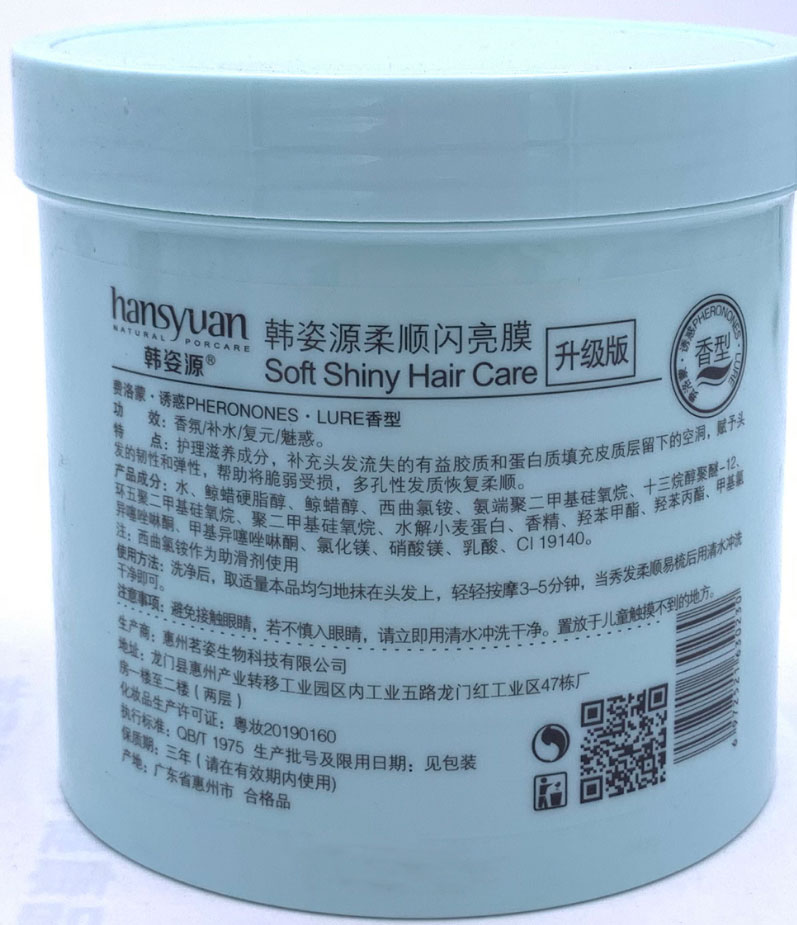 hansyuan
NATURAL PORCARE
韩姿源®
韩姿源柔顺闪亮膜
Soft Shiny Hair Care
升级版
费洛蒙·诱惑PHERONONES·LURE
香型
费洛蒙·诱惑PHERONONES·LURE香型
功 效：香氛/补水/复元/魅惑。
特 点：护理滋养成分，补充头发流失的有益胶质和蛋白质填充皮质层留下的空洞，赋予头
发的韧性和弹性，帮助将脆弱受损，多孔性发质恢复柔顺。
产品成分：水、鲸蜡硬脂醇、鲸蜡醇、西曲氯铵、氨端聚二甲基硅氧烷、十三烷醇聚醚-12、
环五聚二甲基硅氧烷、聚二甲基硅氧烷、水解小麦蛋白、香精、羟苯甲酯、羟苯丙酯、甲基氯
异噻唑啉酮、甲基异噻唑啉酮、氯化镁、硝酸镁、乳酸、CI 19140。
注：西曲氯铵作为助滑剂使用
使用方法：洗净后，取适量本品均匀地抹在头发上，轻轻按摩3-5分钟，当秀发柔顺易梳后用清水冲洗
干净即可。
注意事项：避免接触眼睛，若不慎入眼睛，请立即用清水冲洗干净。置放于儿童触摸不到的地方。
生产商：惠州茗姿生物科技有限公司
地址：龙门县惠州产业转移工业园区内工业五路龙门红工业区47栋厂
房一楼至二楼（两层）
化妆品生产许可证：粤妆20190160
执行标准：QB/T 1975 生产批号及限用日期：见包装
保质期：三年（请在有效期内使用)
产地：广东省惠州市 合格品